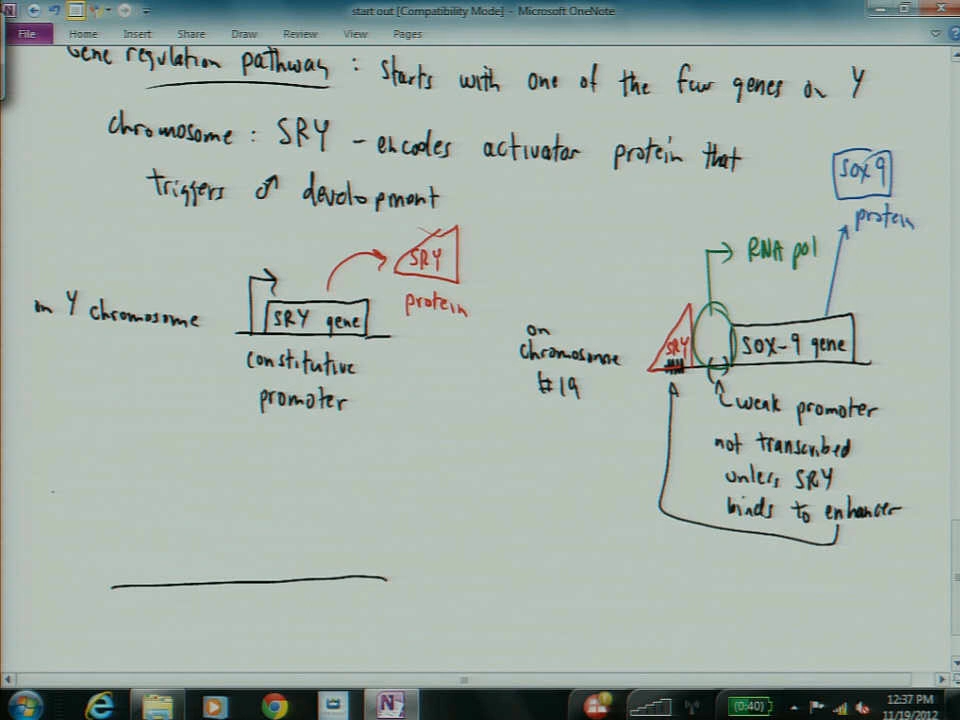 start out [Compatibility Mode] - Microsoft OneNote
File Home Insert Share Draw Review View Pages
Gene regulation pathway : Starts with one of the few genes on Y
chromosome : SRY - encodes activator protein that
triggers ♂ development
SOX 9
protein
RNA pol
SRY
protein
on Y chromosome
SRY gene
constitutive
promoter
on
chromosome
#19
SRY
SOX-9 gene
weak promoter
not transcribed
unless SRY
binds to enhancer
(0:40)
12:37 PM
11/19/2012